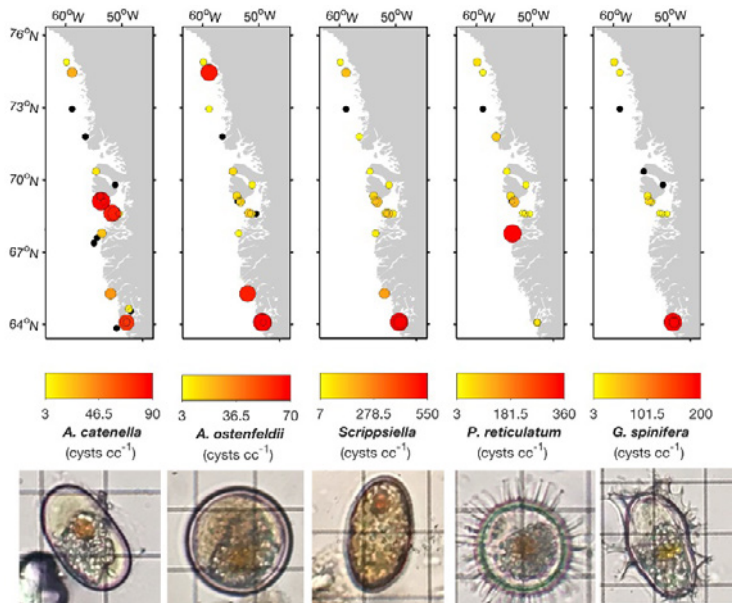 60°W 50°W 60°W 50°W 60°W 50°W 60°W 50°W 60°W 50°W
76°N
73°N
70°N
67°N
64°N
3 46.5 90 3 36.5 70 7 278.5 550 3 181.5 360 3 101.5 200
A. catenella A. ostenfeldii Scrippsiella P. reticulatum G. spinifera
(cysts cc⁻¹) (cysts cc⁻¹) (cysts cc⁻¹) (cysts cc⁻¹) (cysts cc⁻¹)